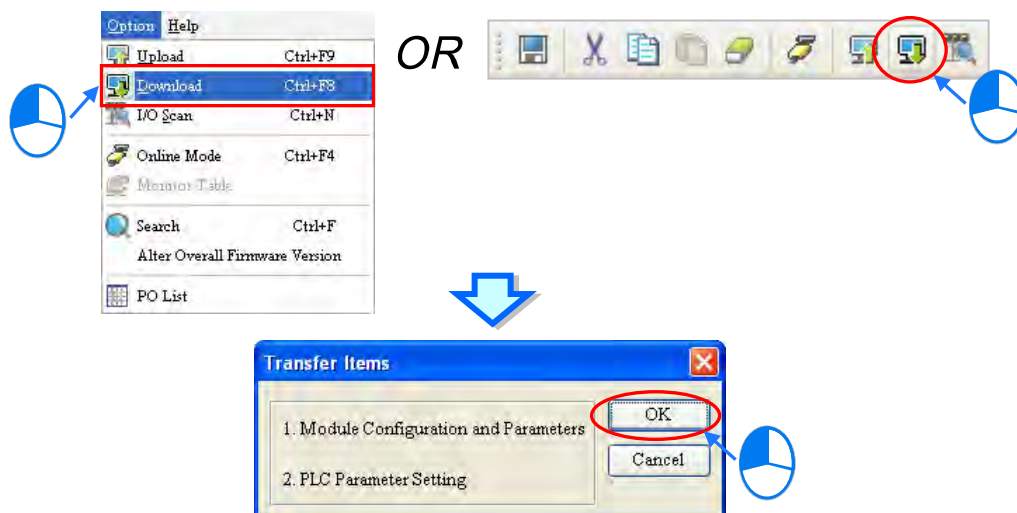 Option Help
Upload Ctrl+F9
Download Ctrl+F8
I/O Scan Ctrl+N
Online Mode Ctrl+F4
Monitor Table
Search Ctrl+F
Alter Overall Firmware Version
PO List
OR
Transfer Items
1. Module Configuration and Parameters
2. PLC Parameter Setting
OK
Cancel